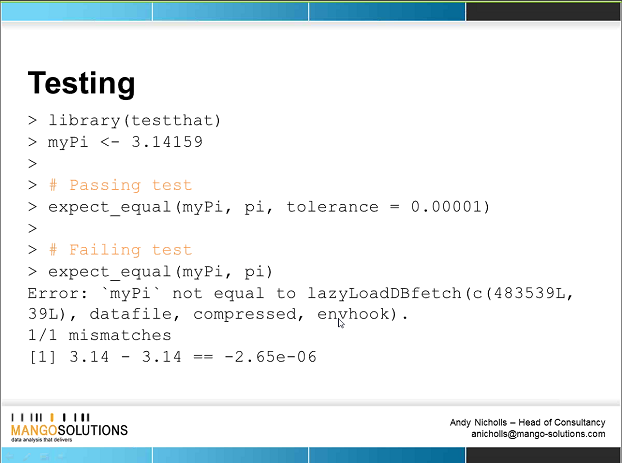 Testing
> library(testthat)
> myPi <- 3.14159
>
> # Passing test
> expect_equal(myPi, pi, tolerance = 0.00001)
>
> # Failing test
> expect_equal(myPi, pi)
Error: `myPi` not equal to lazyLoadDBfetch(c(483539L,
39L), datafile, compressed, envhook).
1/1 mismatches
[1] 3.14 - 3.14 == -2.65e-06
MANGOSOLUTIONS
data analysis that delivers
Andy Nicholls – Head of Consultancy
anicholls@mango-solutions.com